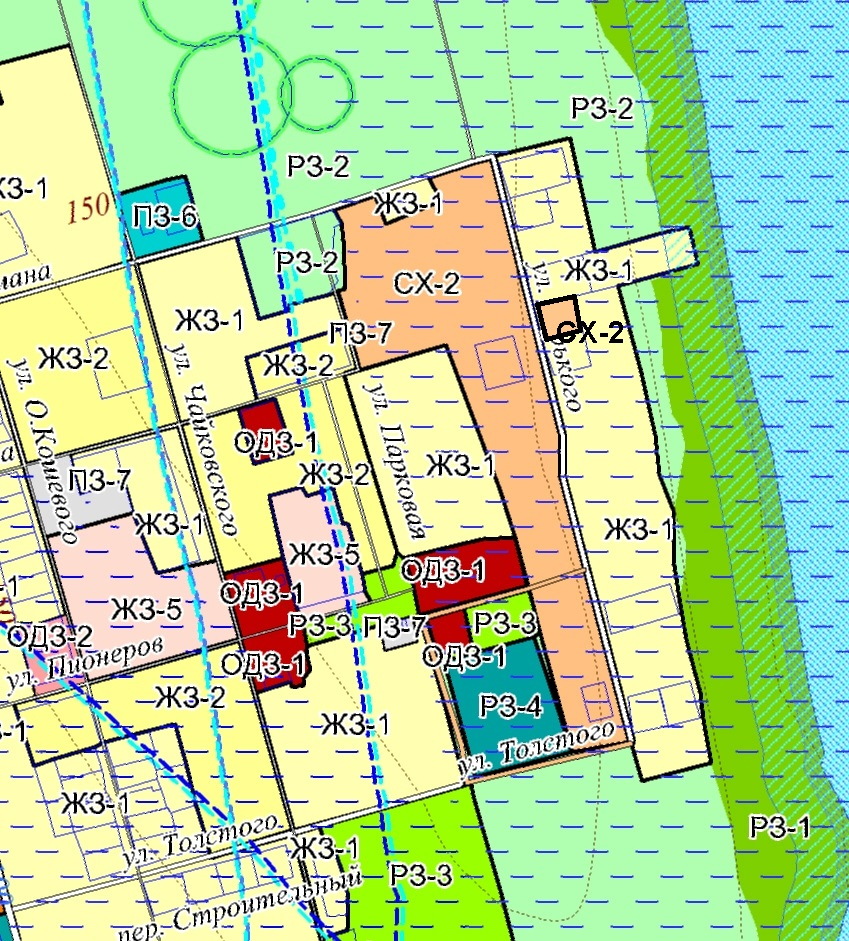 РЗ-2
РЗ-2
ЖЗ-1
ЖЗ-1
150
ПЗ-6
РЗ-2
ЖЗ-1
СХ-2
ул.
ЖЗ-1
ПЗ-7
СХ-2
ЖЗ-2
ЖЗ-2
ул. О.Кошевого
ул. Чайковского
ул. Парковая
ОДЗ-1
ЖЗ-1
ЖЗ-2
ПЗ-7
ЖЗ-1
ЖЗ-1
ЖЗ-5
ОДЗ-1
ОДЗ-1
ЖЗ-5
РЗ-3
ПЗ-7
РЗ-3
ОДЗ-2
ул. Пионеров
ОДЗ-1
ОДЗ-1
ЖЗ-2
ЖЗ-1
РЗ-4
ул. Толстого
ЖЗ-1
РЗ-1
ул. Толстого
ЖЗ-1
РЗ-3
пер. Строительный